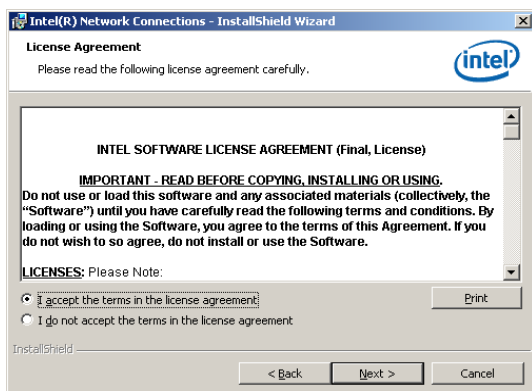 Intel(R) Network Connections - InstallShield Wizard
License Agreement
Please read the following license agreement carefully.
intel
INTEL SOFTWARE LICENSE AGREEMENT (Final, License)
IMPORTANT - READ BEFORE COPYING, INSTALLING OR USING.
Do not use or load this software and any associated materials (collectively, the
“Software”) until you have carefully read the following terms and conditions. By
loading or using the Software, you agree to the terms of this Agreement. If you
do not wish to so agree, do not install or use the Software.
LICENSES: Please Note:
I accept the terms in the license agreement
Print
I do not accept the terms in the license agreement
InstallShield
< Back
Next >
Cancel